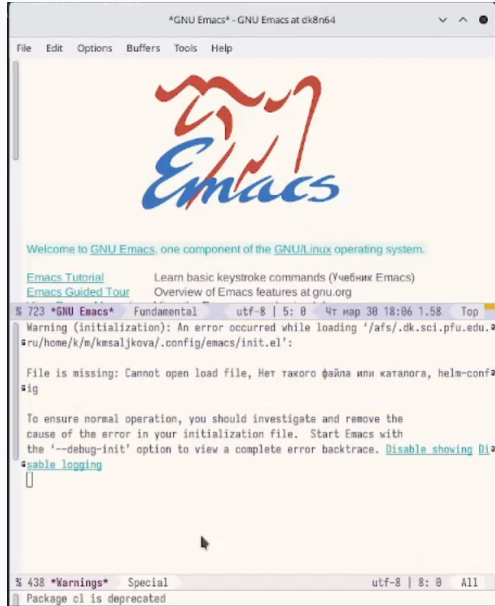 *GNU Emacs* - GNU Emacs at dk8n64
File Edit Options Buffers Tools Help
Emacs
Welcome to GNU Emacs, one component of the GNU/Linux operating system.
Emacs Tutorial Learn basic keystroke commands (Учебник Emacs)
Emacs Guided Tour Overview of Emacs features at gnu.org
% 723 *GNU Emacs* Fundamental utf-8 | 5: 0 Чт мар 30 18:06 1.58 Top
Warning (initialization): An error occurred while loading ‘/afs/.dk.sci.pfu.edu.
ru/home/k/m/kmsaljkova/.config/emacs/init.el’:
File is missing: Cannot open load file, Нет такого файла или каталога, helm-conf
ig
To ensure normal operation, you should investigate and remove the
cause of the error in your initialization file. Start Emacs with
the ‘--debug-init’ option to view a complete error backtrace. Disable showing Di
sable logging
% 438 *Warnings* Special utf-8 | 8: 0 All
Package cl is deprecated